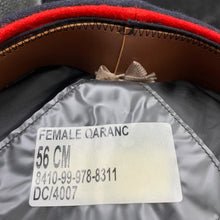 FEMALE QARANC
56 CM
8410-99-978-8311
DC/4007